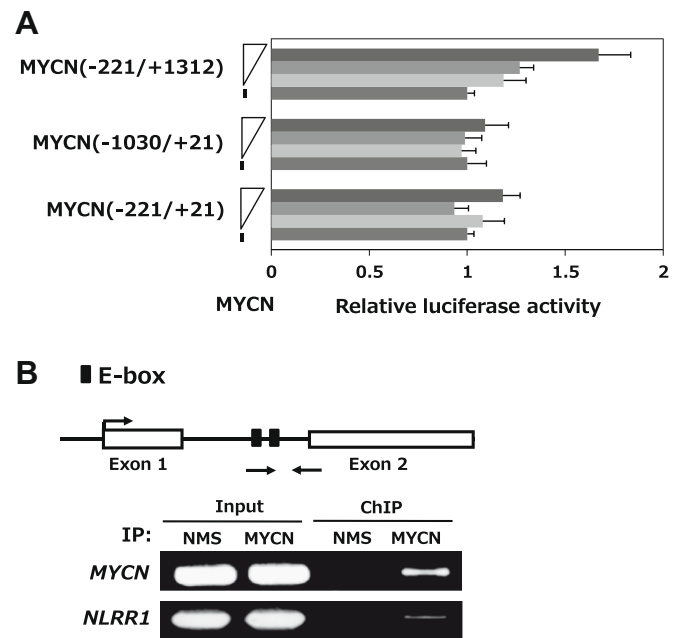 A
MYCN(-221/+1312)
MYCN(-1030/+21)
MYCN(-221/+21)
0 0.5 1 1.5 2
MYCN Relative luciferase activity
B
E-box
Exon 1 Exon 2
Input ChIP
IP: NMS MYCN NMS MYCN
MYCN
NLRR1